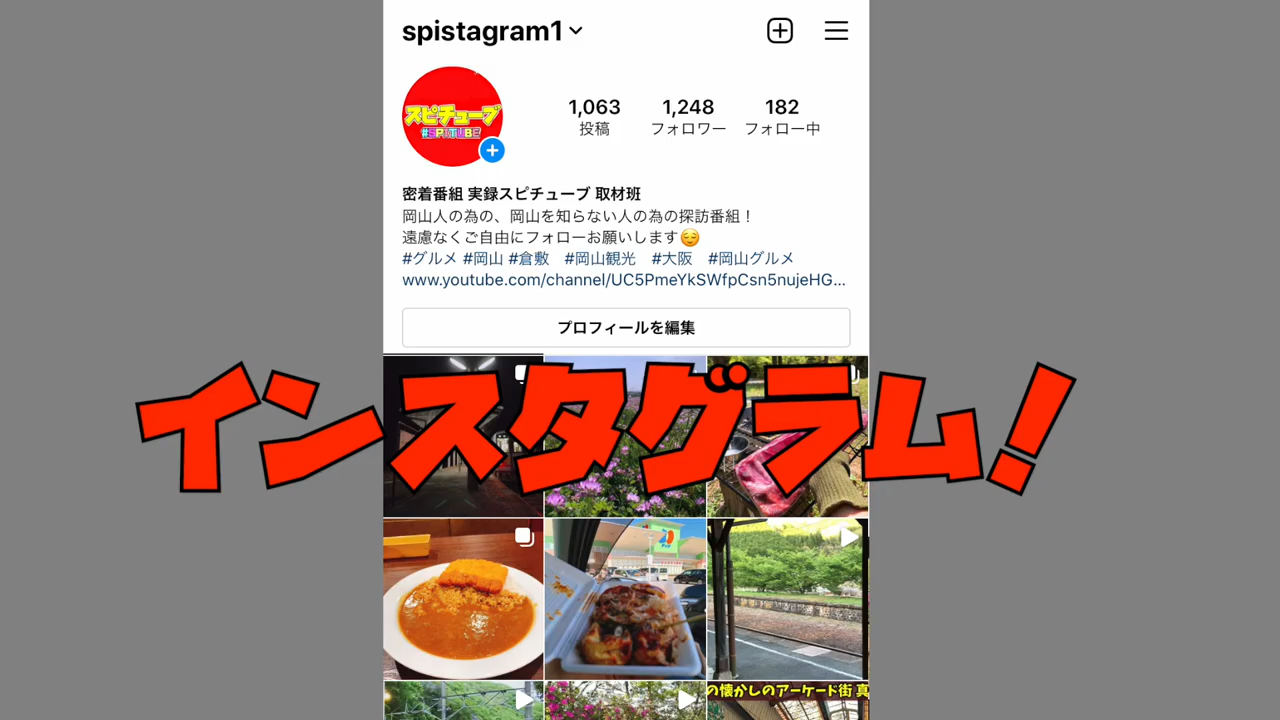 spistagram1
スピチューブ
#SPITUBE
1,063
投稿
1,248
フォロワー
182
フォロー中
密着番組 実録スピチューブ 取材班
岡山人の為の、岡山を知らない人の為の探訪番組！
遠慮なくご自由にフォローお願いします😌
#グルメ #岡山 #倉敷 #岡山観光 #大阪 #岡山グルメ
www.youtube.com/channel/UC5PmeYkSWfpCsn5nujeHG...
プロフィールを編集
インスタグラム！
の懐かしのアーケード街 真